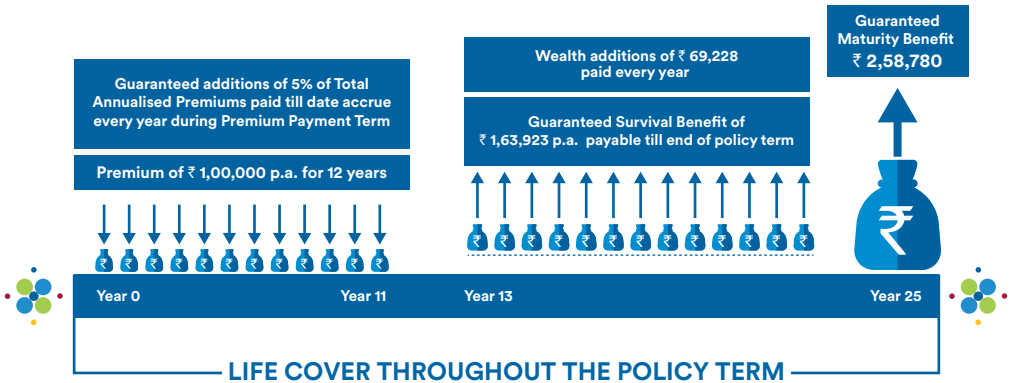 Guaranteed additions of 5% of Total
Annualised Premiums paid till date accrue
every year during Premium Payment Term
Premium of ₹ 1,00,000 p.a. for 12 years
Wealth additions of ₹ 69,228
paid every year
Guaranteed Survival Benefit of
₹ 1,63,923 p.a. payable till end of policy term
Guaranteed
Maturity Benefit
₹ 2,58,780
₹ ₹ ₹ ₹ ₹ ₹ ₹ ₹ ₹ ₹ ₹ ₹
₹ ₹ ₹ ₹ ₹ ₹ ₹ ₹ ₹ ₹ ₹ ₹ ₹
₹
Year 0
Year 11
Year 13
Year 25
LIFE COVER THROUGHOUT THE POLICY TERM